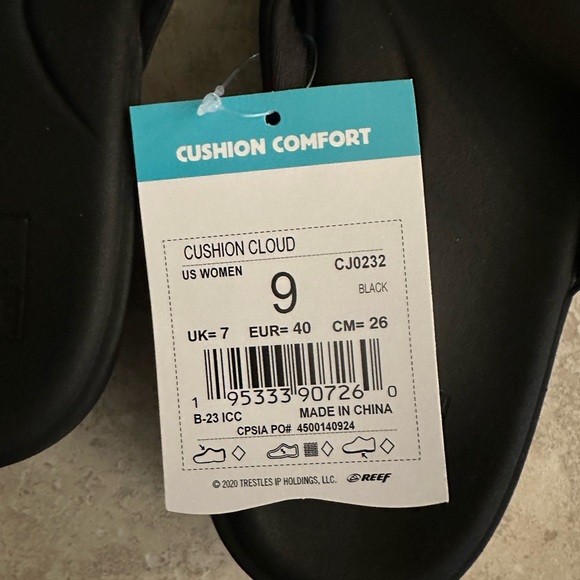 CUSHION COMFORT
CUSHION CLOUD
US WOMEN
CJ0232
9
BLACK
UK= 7 EUR= 40 CM= 26
1 95333 90726 0
B-23 ICC MADE IN CHINA
CPSIA PO# 4500140924
© 2020 TRESTLES IP HOLDINGS, LLC. REEF